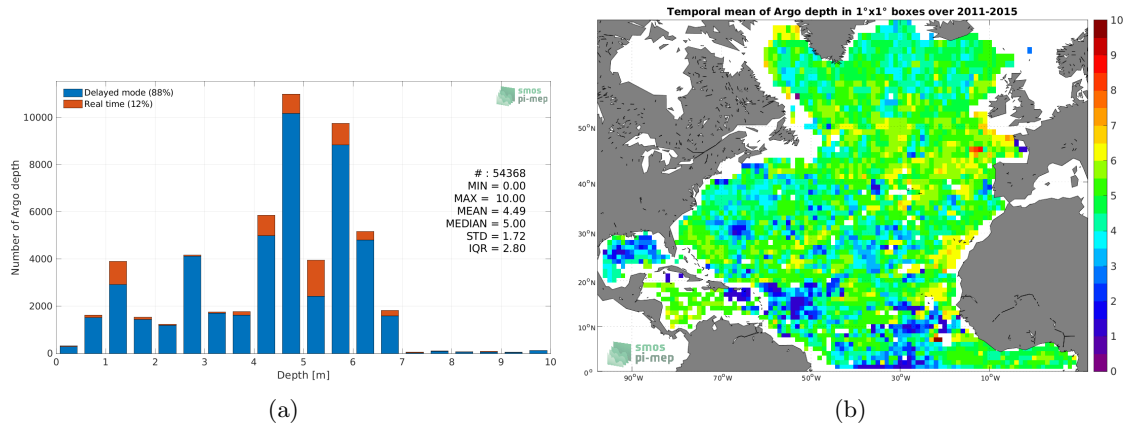 Delayed mode (88%)
Real time (12%)
smos
pi-mep
# : 54368
MIN = 0.00
MAX = 10.00
MEAN = 4.49
MEDIAN = 5.00
STD = 1.72
IQR = 2.80
Number of Argo depth
10000
8000
6000
4000
2000
0
0 1 2 3 4 5 6 7 8 9 10
Depth [m]
(a)
Temporal mean of Argo depth in 1°x1° boxes over 2011-2015
50°N
40°N
30°N
20°N
10°N
0°
90°W 70°W 50°W 30°W 10°W
smos
pi-mep
10
9
8
7
6
5
4
3
2
1
0
(b)